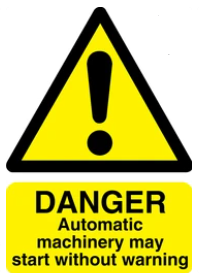 DANGER
Automatic
machinery may
start without warning